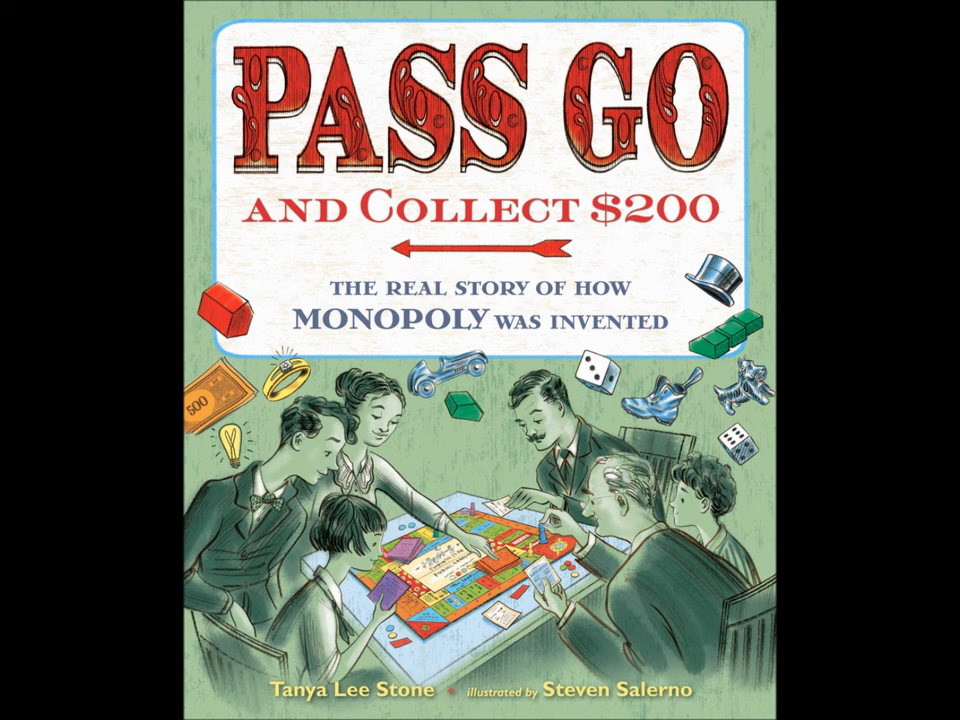 PASS GO
AND COLLECT $200
THE REAL STORY OF HOW
MONOPOLY WAS INVENTED
500
Tanya Lee Stone • illustrated by Steven Salerno